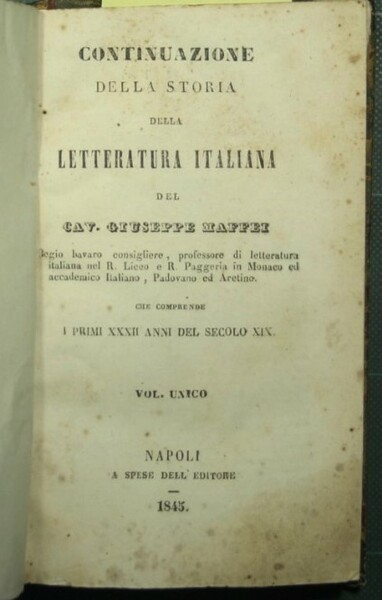 CONTINUAZIONE
DELLA STORIA
DELLA
LETTERATURA ITALIANA
DEL
CAV. GIUSEPPE MAFFEI
Regio bavaro consigliere, professore di letteratura
italiana nel R. Liceo e R. Paggeria in Monaco ed
accademico Italiano, Padovano ed Aretino.
CHE COMPRENDE
I PRIMI XXXII ANNI DEL SECOLO XIX.
VOL. UNICO
NAPOLI
A SPESE DELL'EDITORE
1845.